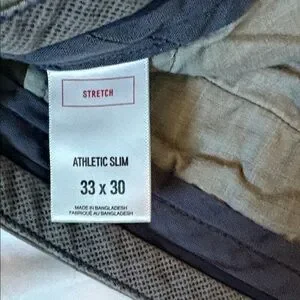 STRETCH
ATHLETIC SLIM
33 x 30
MADE IN BANGLADESH
FABRIQUÉ AU BANGLADESH